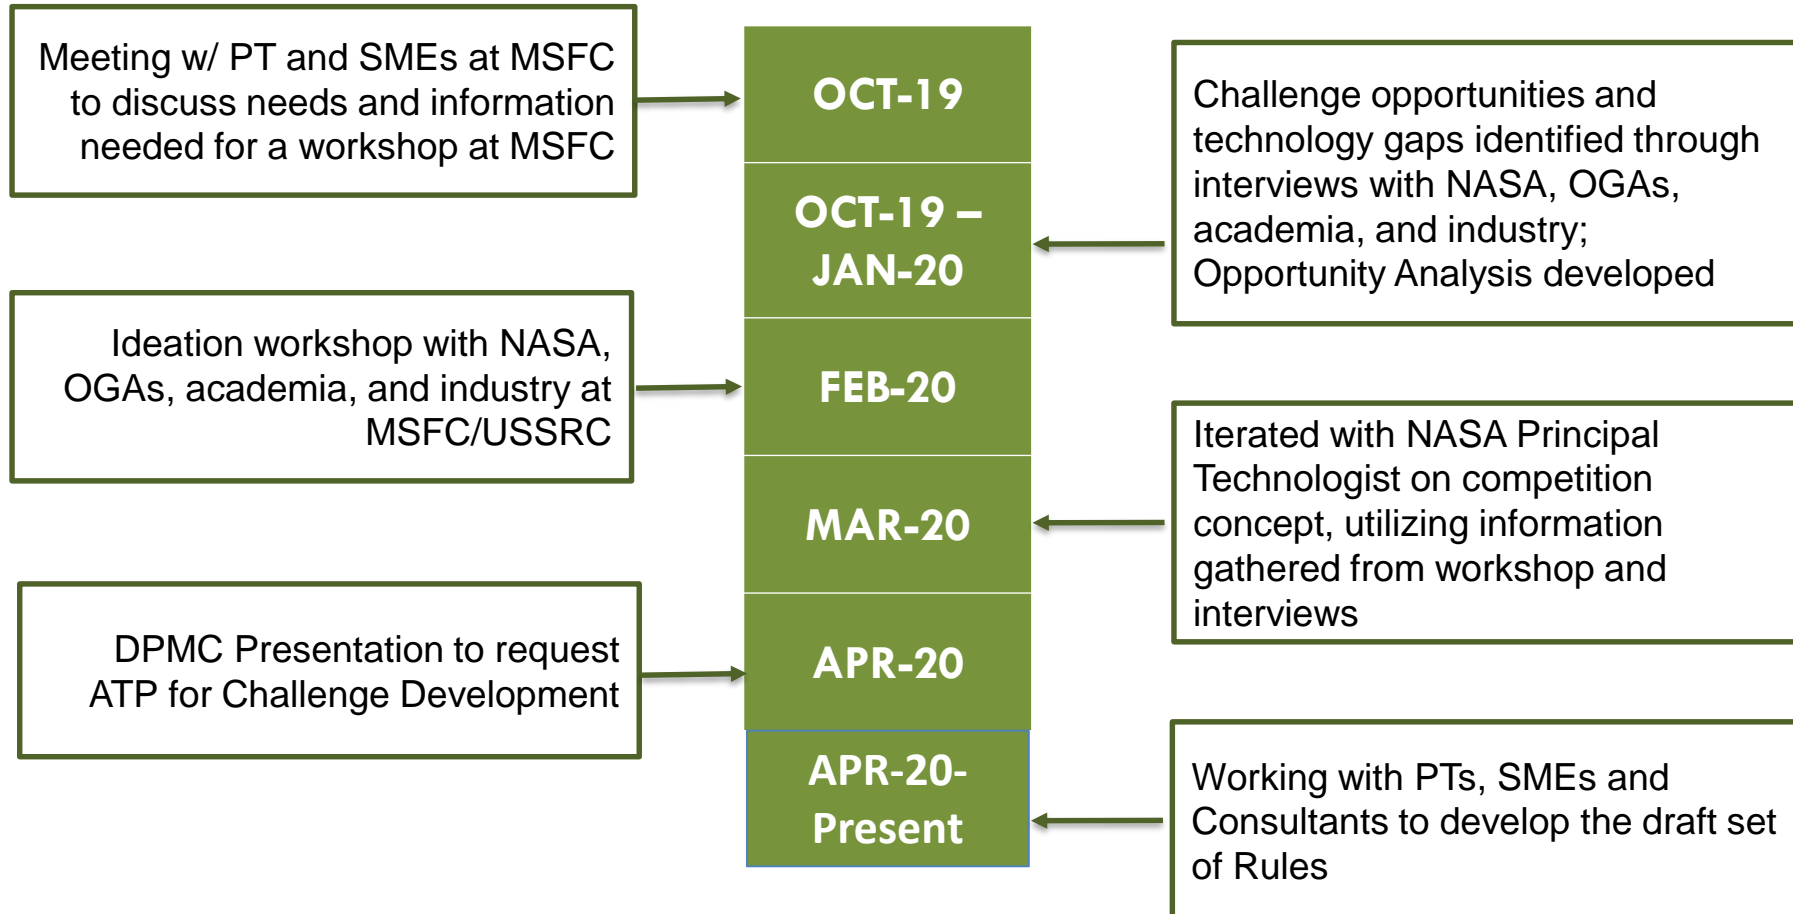 Meeting w/ PT and SMEs at MSFC
to discuss needs and information
needed for a workshop at MSFC
OCT-19
OCT-19 –
JAN-20
Challenge opportunities and
technology gaps identified through
interviews with NASA, OGAs,
academia, and industry;
Opportunity Analysis developed
Ideation workshop with NASA,
OGAs, academia, and industry at
MSFC/USSRC
FEB-20
MAR-20
Iterated with NASA Principal
Technologist on competition
concept, utilizing information
gathered from workshop and
interviews
DPMC Presentation to request
ATP for Challenge Development
APR-20
APR-20-
Present
Working with PTs, SMEs and
Consultants to develop the draft set
of Rules